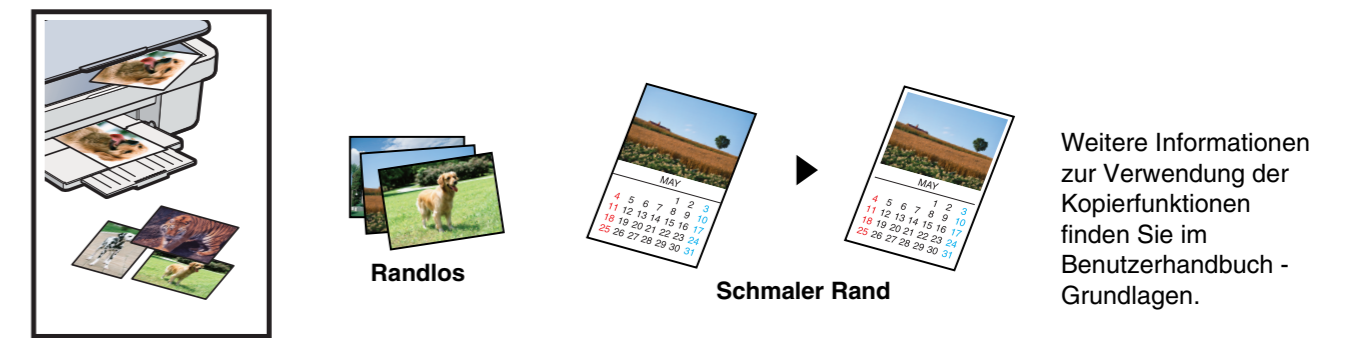 MAY
1 2 3
4 5 6 7 8 9 10
11 12 13 14 15 16 17
18 19 20 21 22 23 24
25 26 27 28 29 30 31
MAY
1 2 3
4 5 6 7 8 9 10
11 12 13 14 15 16 17
18 19 20 21 22 23 24
25 26 27 28 29 30 31
Randlos
Schmaler Rand
Weitere Informationen
zur Verwendung der
Kopierfunktionen
finden Sie im
Benutzerhandbuch -
Grundlagen.